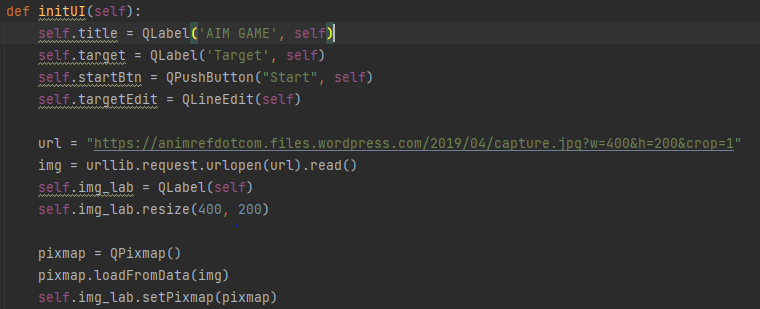 def initUI(self):
self.title = QLabel('AIM GAME', self)
self.target = QLabel('Target', self)
self.startBtn = QPushButton("Start", self)
self.targetEdit = QLineEdit(self)
url = "https://animrefdotcom.files.wordpress.com/2019/04/capture.jpg?w=400&h=200&crop=1"
img = urllib.request.urlopen(url).read()
self.img_lab = QLabel(self)
self.img_lab.resize(400, 200)
pixmap = QPixmap()
pixmap.loadFromData(img)
self.img_lab.setPixmap(pixmap)